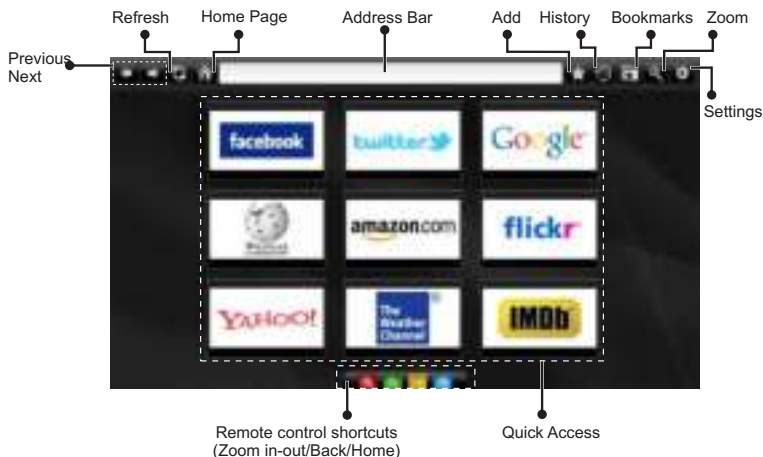 Refresh
Home Page
Address Bar
Add
History
Bookmarks
Zoom
Previous
Next
Settings
facebook
twitter
Google
amazon.com
flickr
YAHOO!
The
Weather
Channel
IMDb
Remote control shortcuts
(Zoom in-out/Back/Home)
Quick Access